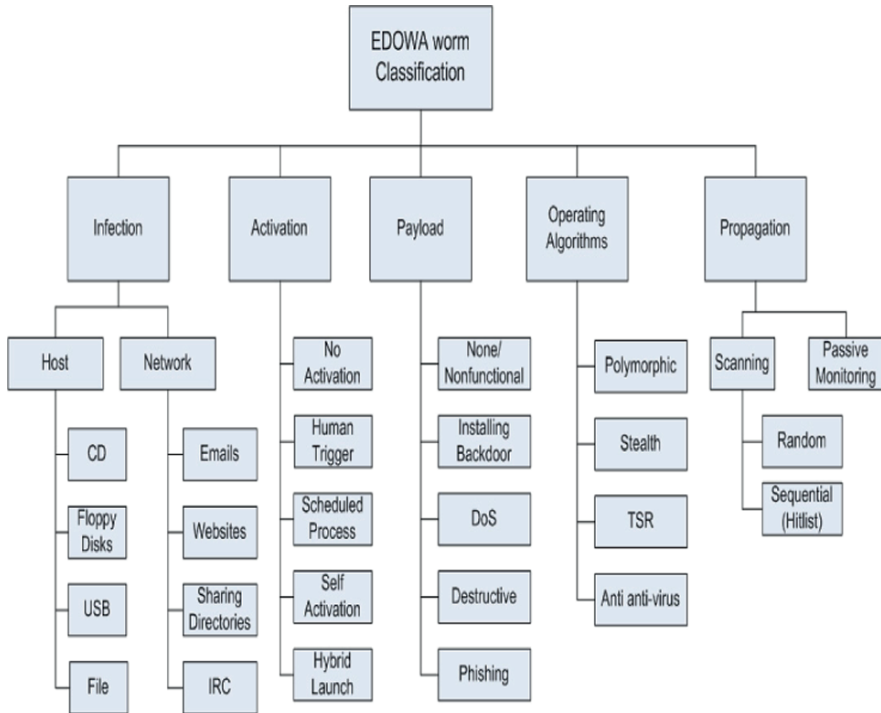 EDOWA worm
Classification
Infection
Activation
Payload
Operating
Algorithms
Propagation
Host
Network
CD
Floppy
Disks
USB
File
Emails
Websites
Sharing
Directories
IRC
No
Activation
Human
Trigger
Scheduled
Process
Self
Activation
Hybrid
Launch
None/
Nonfunctional
Installing
Backdoor
DoS
Destructive
Phishing
Polymorphic
Stealth
TSR
Anti anti-virus
Scanning
Passive
Monitoring
Random
Sequential
(Hitlist)